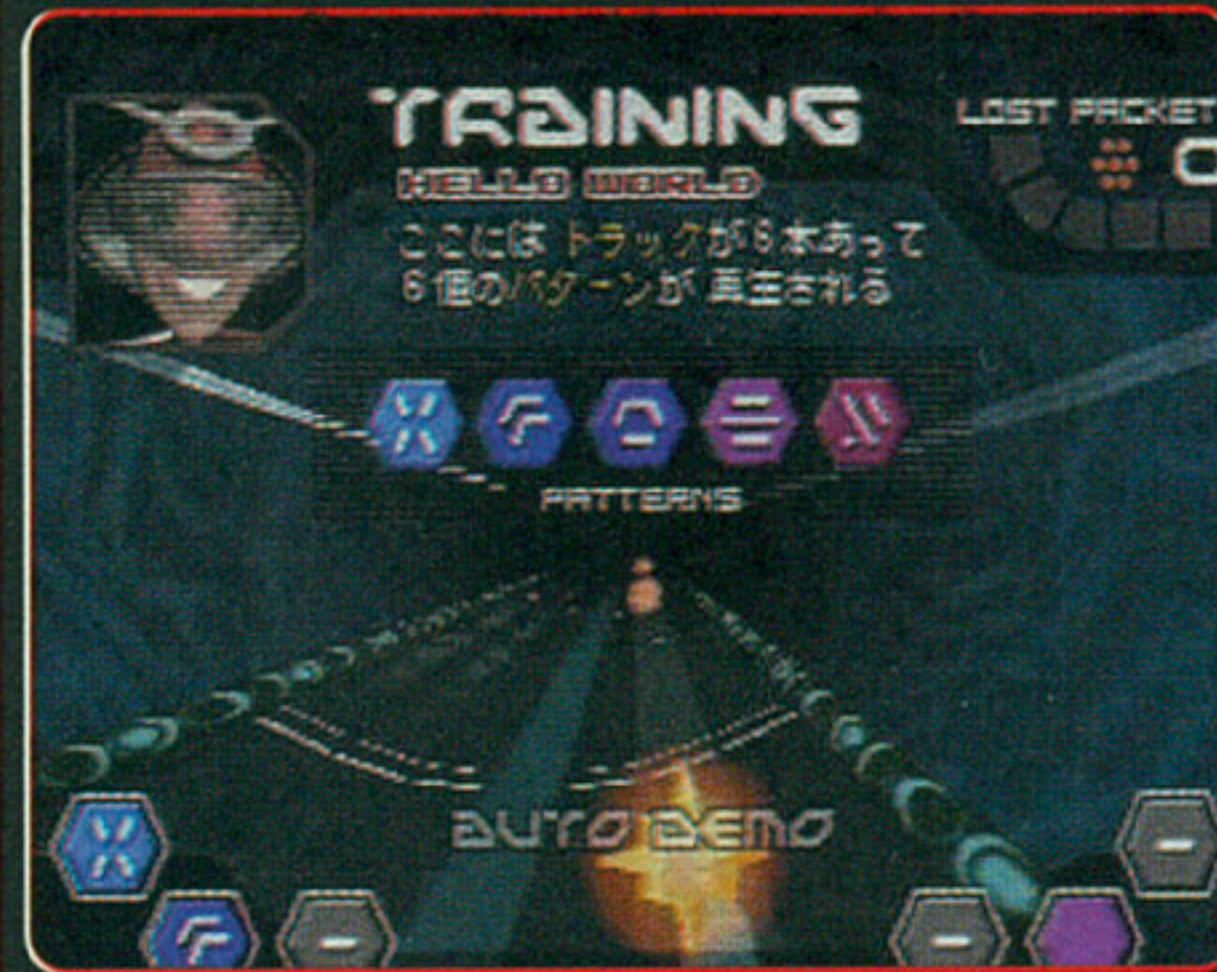 TRAINING
LOST PACKET
0
HELLO WORLD
ここには トラックが6本あって
6個のパターンが 再生される
PATTERNS
AUTO DEMO